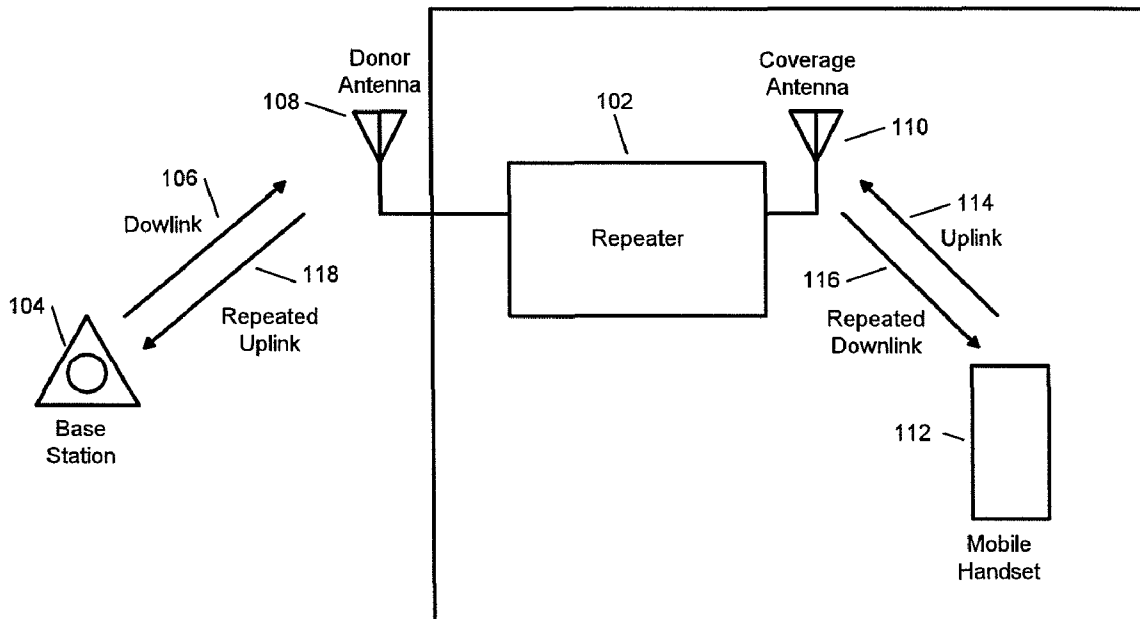 Donor
Antenna
108
Coverage
Antenna
110
102
106
Dowlink
Repeater
114
Uplink
118
Repeated
Uplink
116
Repeated
Downlink
104
Base
Station
112
Mobile
Handset